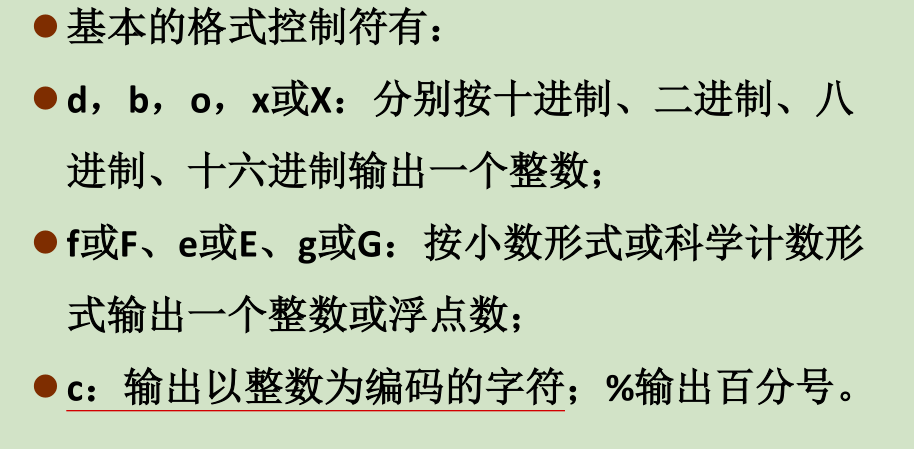 ●基本的格式控制符有：
●d，b，o，x或X：分别按十进制、二进制、八
进制、十六进制输出一个整数；
●f或F、e或E、g或G：按小数形式或科学计数形
式输出一个整数或浮点数；
●c：输出以整数为编码的字符；%输出百分号。